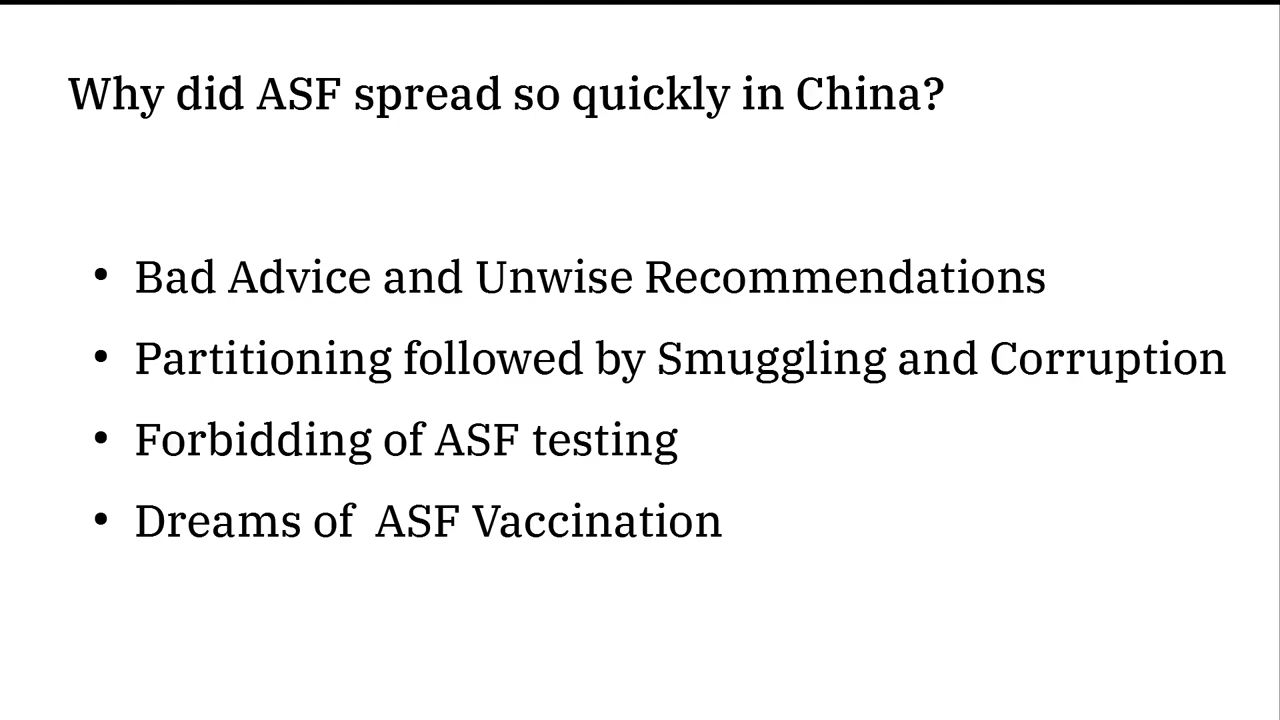 Why did ASF spread so quickly in China?
• Bad Advice and Unwise Recommendations
• Partitioning followed by Smuggling and Corruption
• Forbidding of ASF testing
• Dreams of  ASF Vaccination